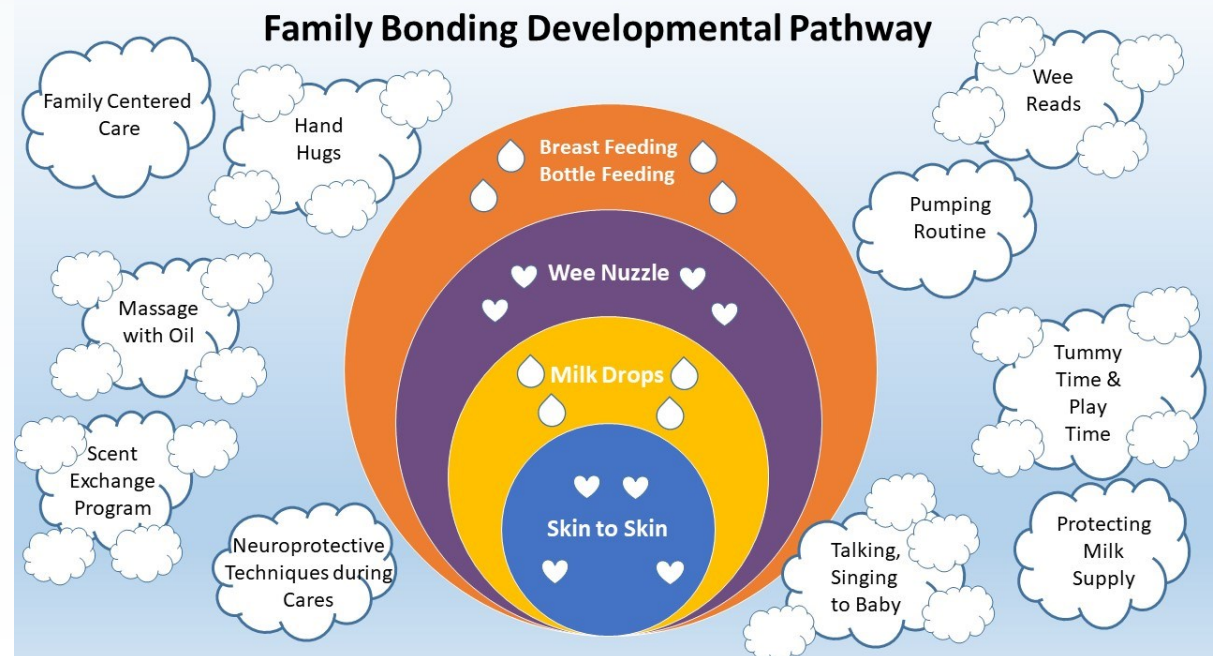 Family Bonding Developmental Pathway
Family Centered
Care
Hand
Hugs
Massage
with Oil
Scent
Exchange
Program
Neuroprotective
Techniques during
Cares
Breast Feeding
Bottle Feeding
Wee Nuzzle
Milk Drops
Skin to Skin
Wee
Reads
Pumping
Routine
Tummy
Time &
Play
Time
Protecting
Milk
Supply
Talking,
Singing
to Baby